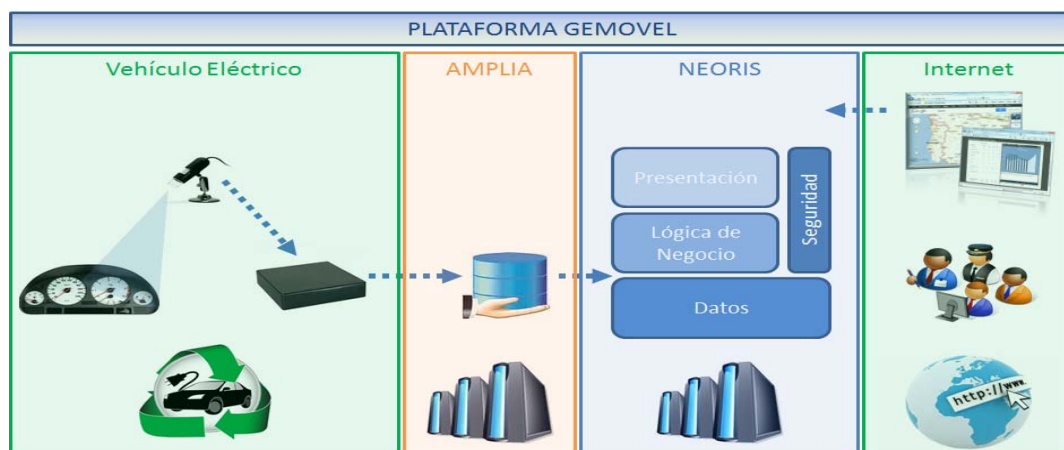 PLATAFORMA GEMOVEL
Vehículo Eléctrico
AMPLIA
NEORIS
Internet
Presentación
Lógica de
Negocio
Datos
Seguridad
http://www.